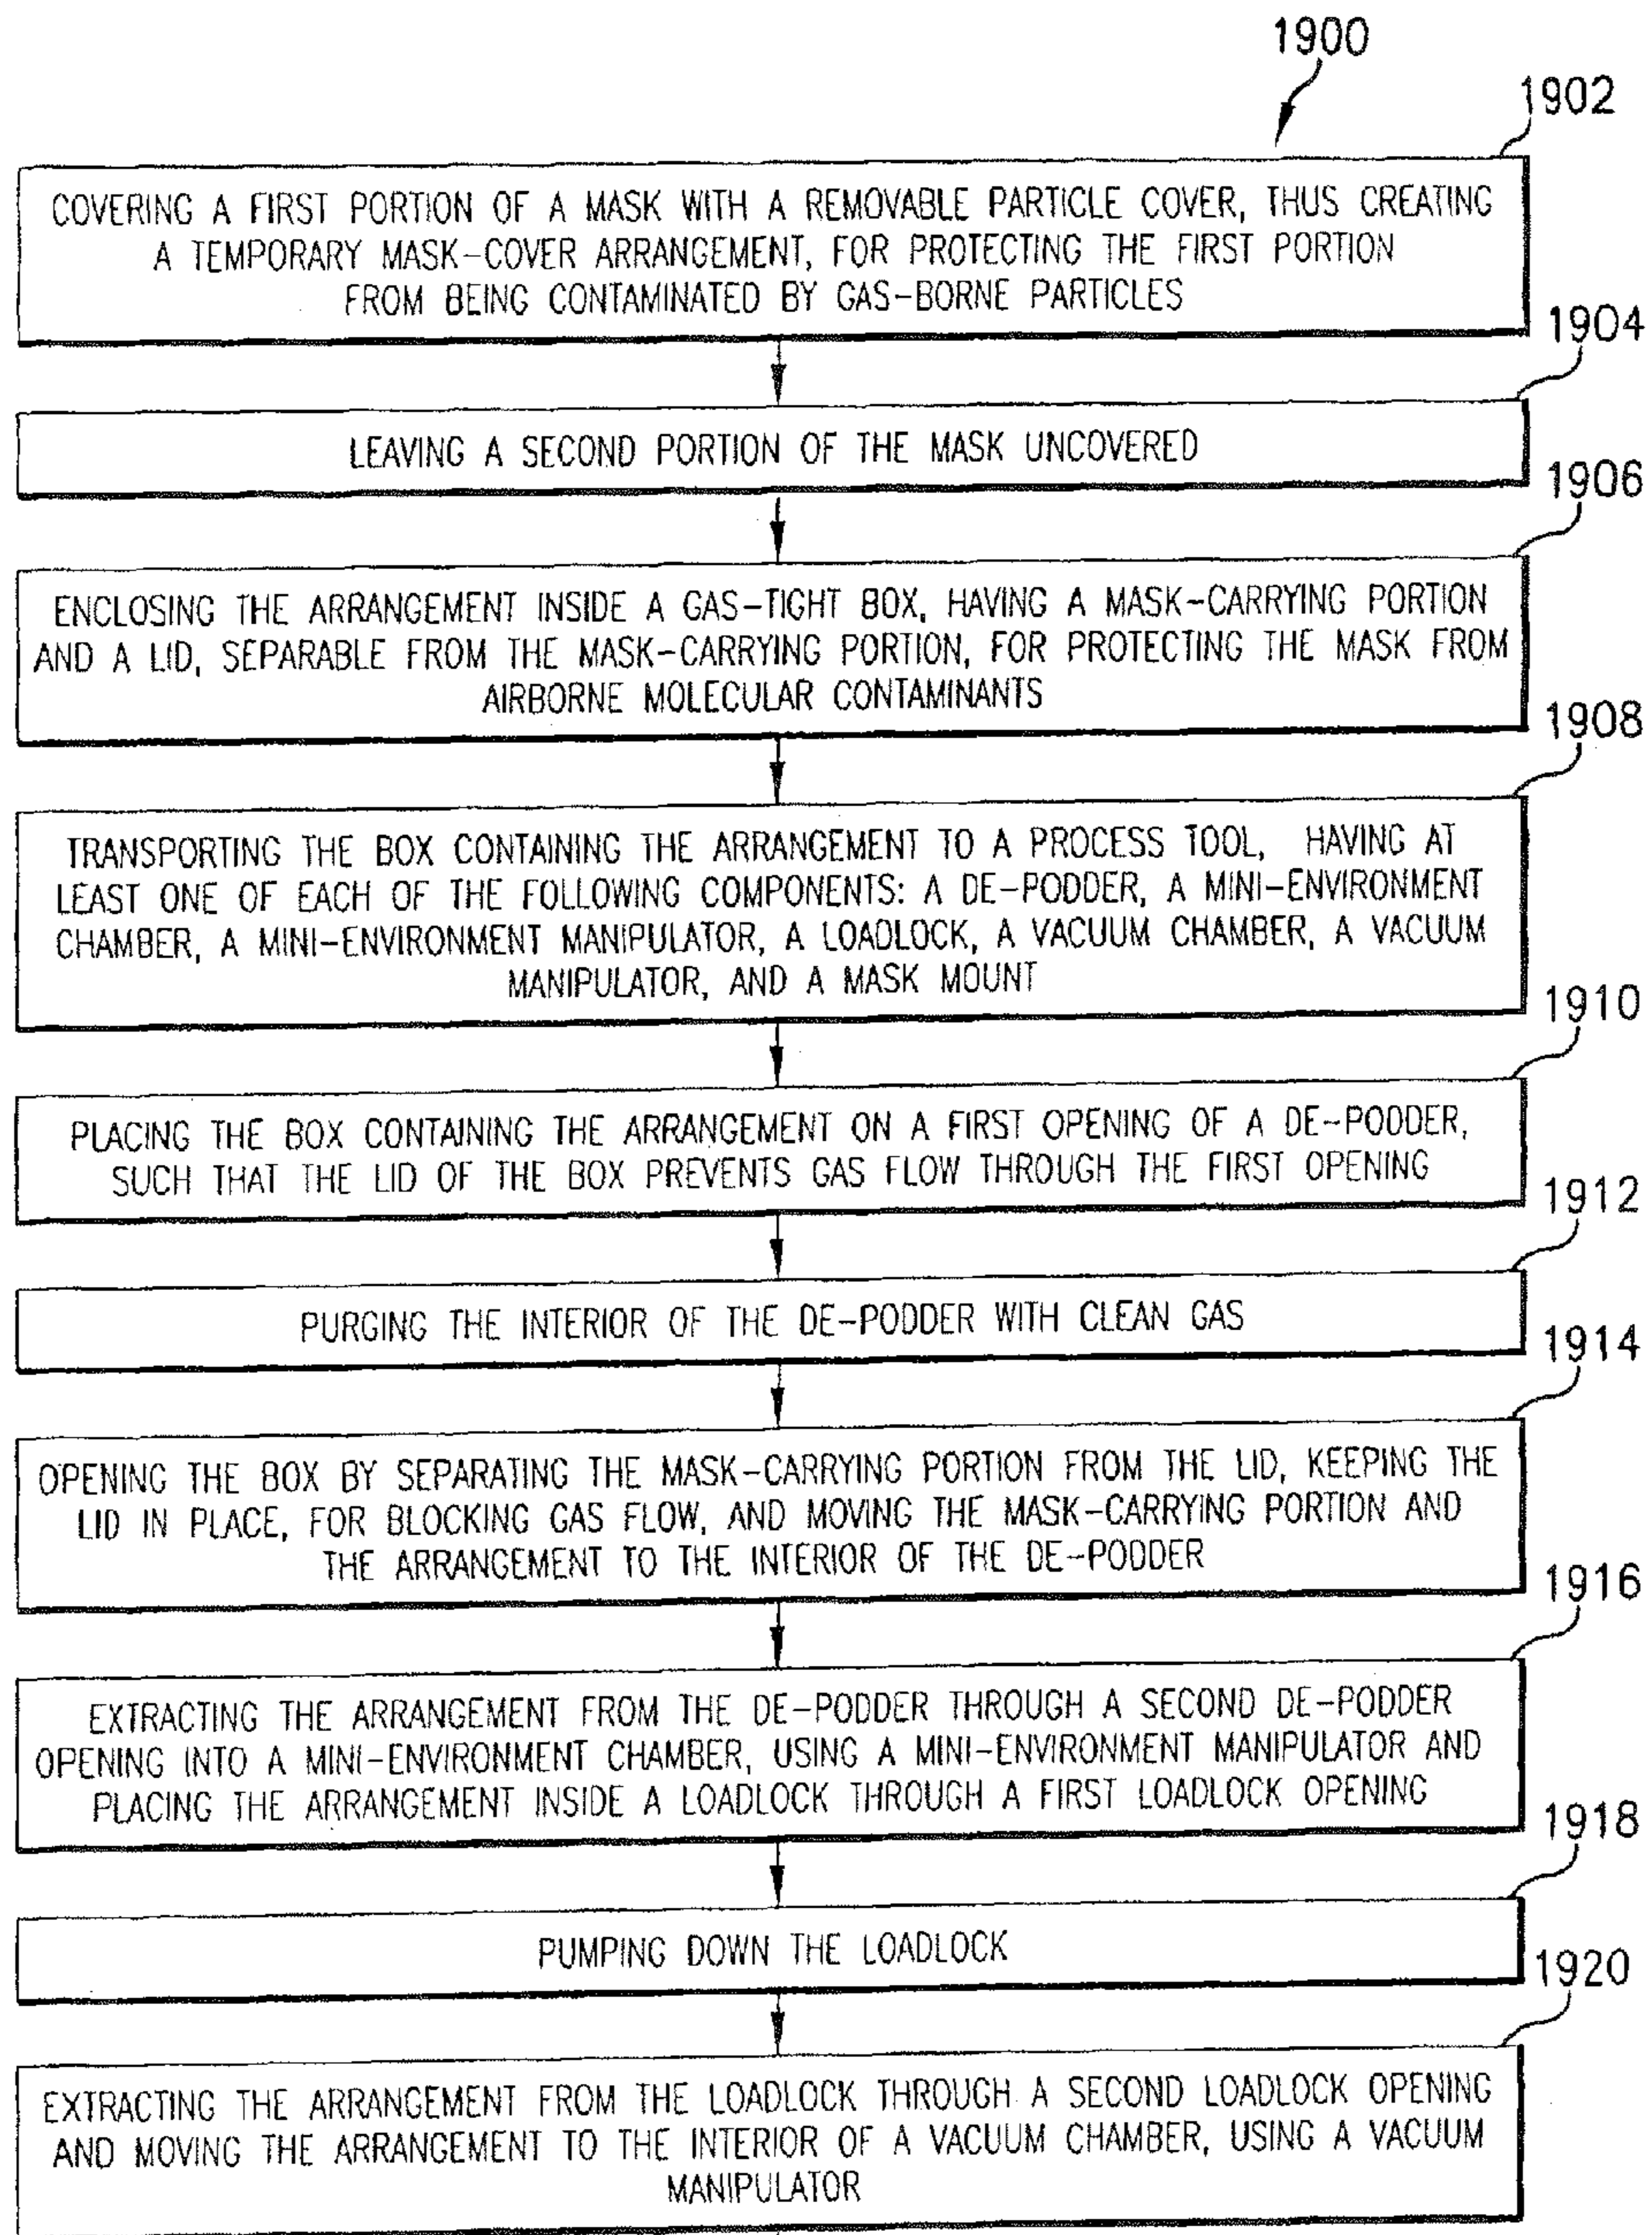 1900
1902
COVERING A FIRST PORTION OF A MASK WITH A REMOVABLE PARTICLE COVER, THUS CREATING
A TEMPORARY MASK-COVER ARRANGEMENT, FOR PROTECTING THE FIRST PORTION
FROM BEING CONTAMINATED BY GAS-BORNE PARTICLES
1904
LEAVING A SECOND PORTION OF THE MASK UNCOVERED
1906
ENCLOSING THE ARRANGEMENT INSIDE A GAS-TIGHT BOX, HAVING A MASK-CARRYING PORTION
AND A LID, SEPARABLE FROM THE MASK-CARRYING PORTION, FOR PROTECTING THE MASK FROM
AIRBORNE MOLECULAR CONTAMINANTS
1908
TRANSPORTING THE BOX CONTAINING THE ARRANGEMENT TO A PROCESS TOOL, HAVING AT
LEAST ONE OF EACH OF THE FOLLOWING COMPONENTS: A DE-PODDER, A MINI-ENVIRONMENT
CHAMBER, A MINI-ENVIRONMENT MANIPULATOR, A LOADLOCK, A VACUUM CHAMBER, A VACUUM
MANIPULATOR, AND A MASK MOUNT
1910
PLACING THE BOX CONTAINING THE ARRANGEMENT ON A FIRST OPENING OF A DE-PODDER,
SUCH THAT THE LID OF THE BOX PREVENTS GAS FLOW THROUGH THE FIRST OPENING
1912
PURGING THE INTERIOR OF THE DE-PODDER WITH CLEAN GAS
1914
OPENING THE BOX BY SEPARATING THE MASK-CARRYING PORTION FROM THE LID, KEEPING THE
LID IN PLACE, FOR BLOCKING GAS FLOW, AND MOVING THE MASK-CARRYING PORTION AND
THE ARRANGEMENT TO THE INTERIOR OF THE DE-PODDER
1916
EXTRACTING THE ARRANGEMENT FROM THE DE-PODDER THROUGH A SECOND DE-PODDER
OPENING INTO A MINI-ENVIRONMENT CHAMBER, USING A MINI-ENVIRONMENT MANIPULATOR AND
PLACING THE ARRANGEMENT INSIDE A LOADLOCK THROUGH A FIRST LOADLOCK OPENING
1918
PUMPING DOWN THE LOADLOCK
1920
EXTRACTING THE ARRANGEMENT FROM THE LOADLOCK THROUGH A SECOND LOADLOCK OPENING
AND MOVING THE ARRANGEMENT TO THE INTERIOR OF A VACUUM CHAMBER, USING A VACUUM
MANIPULATOR